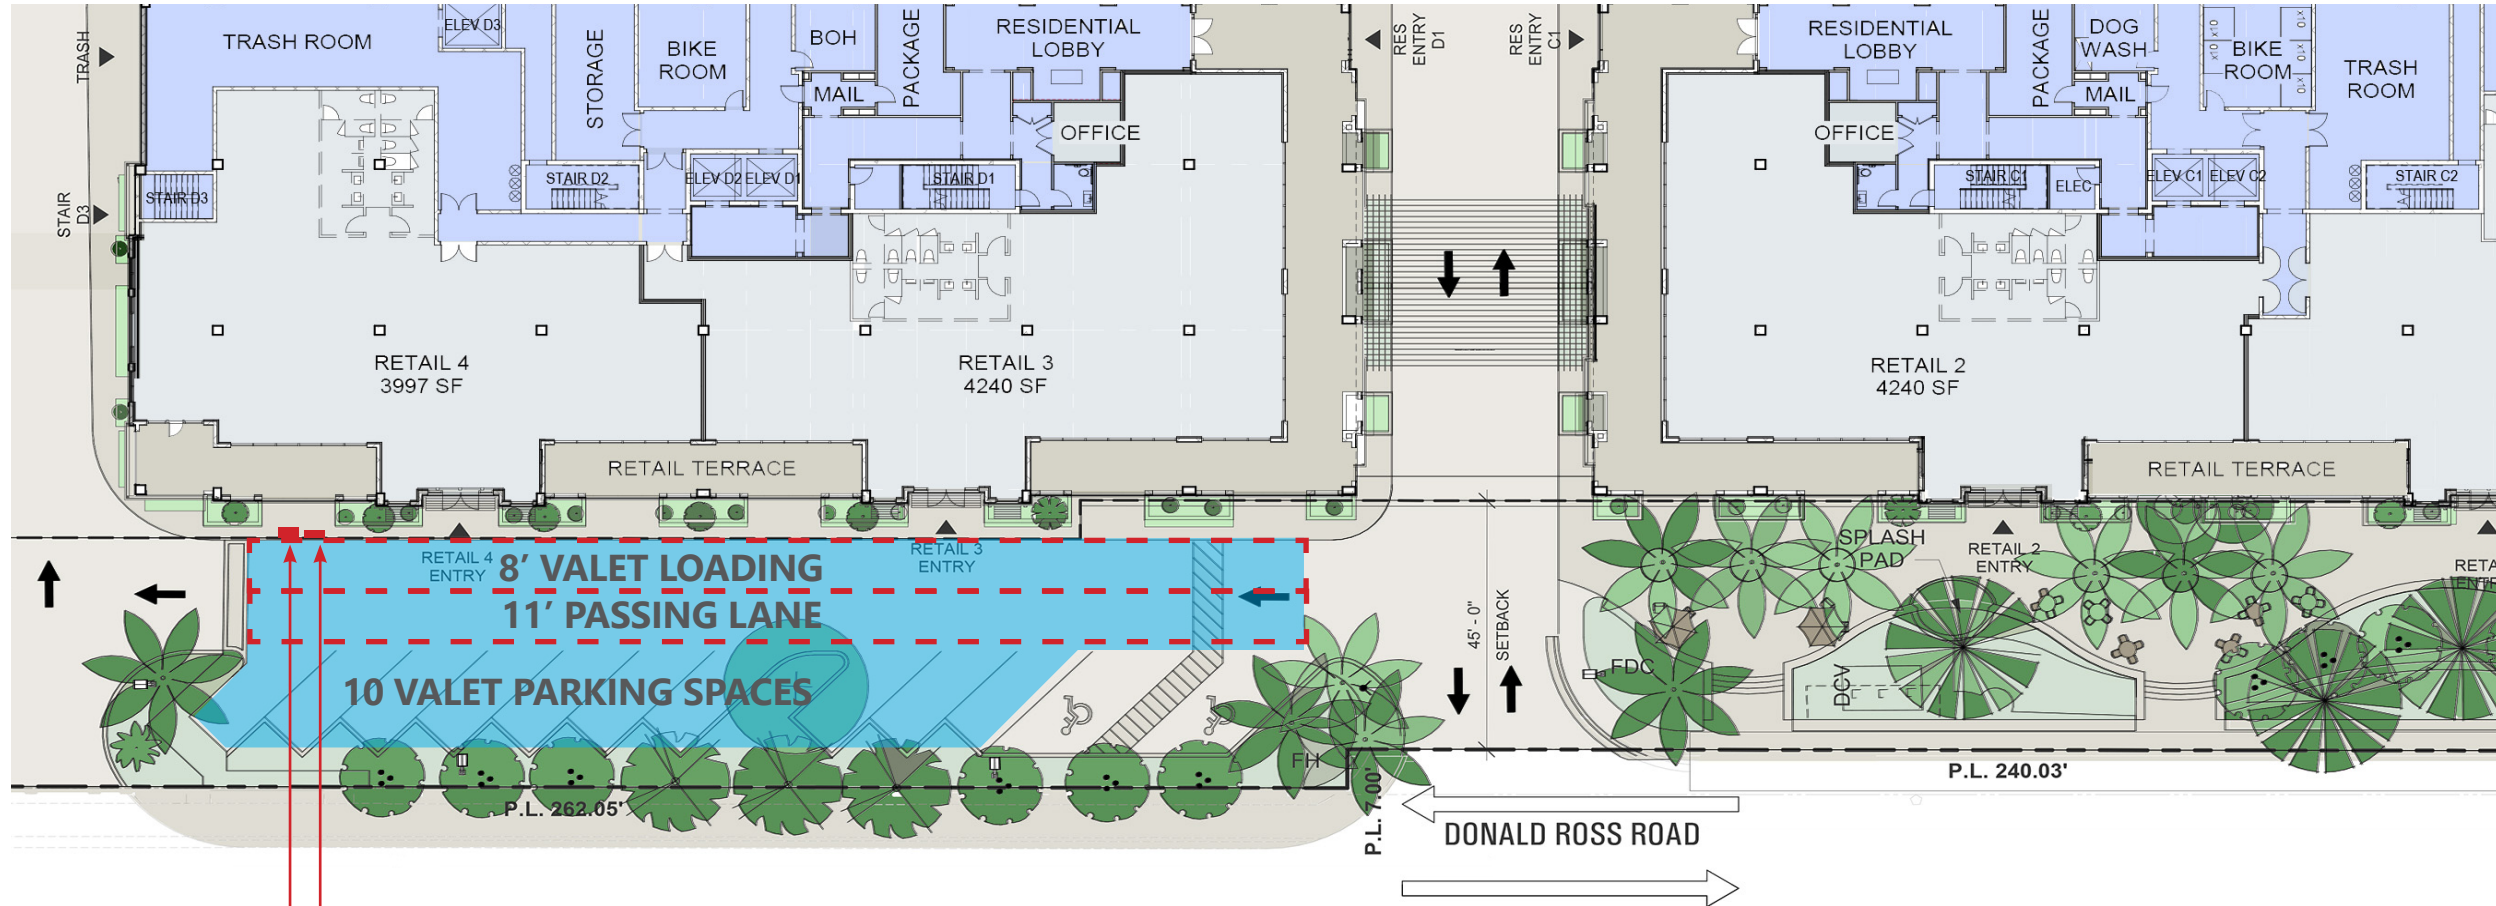 TRASH
TRASH ROOM
ELEV D3
STORAGE
BIKE
ROOM
BOH
MAIL
PACKAGE
RESIDENTIAL
LOBBY
OFFICE
RES
ENTRY
D1
RES
ENTRY
C1
RESIDENTIAL
LOBBY
OFFICE
PACKAGE
DOG
WASH
MAIL
BIKE
ROOM
x10
x10
x10
x10
x10
TRASH
ROOM
STAIR
D3
STAIR D3
STAIR D2
ELEV D2
ELEV D1
STAIR D1
STAIR C1
ELEC
ELEV C1
ELEV C2
STAIR C2
RETAIL 4
3997 SF
RETAIL 3
4240 SF
RETAIL 2
4240 SF
RETAIL TERRACE
RETAIL TERRACE
RETAIL 4
ENTRY
8' VALET LOADING
RETAIL 3
ENTRY
11' PASSING LANE
10 VALET PARKING SPACES
45' - 0"
SETBACK
SPLASH
PAD
RETAIL 2
ENTRY
FDC
DCV
FH
P.L. 262.05'
P.L. 7.00'
P.L. 240.03'
DONALD ROSS ROAD